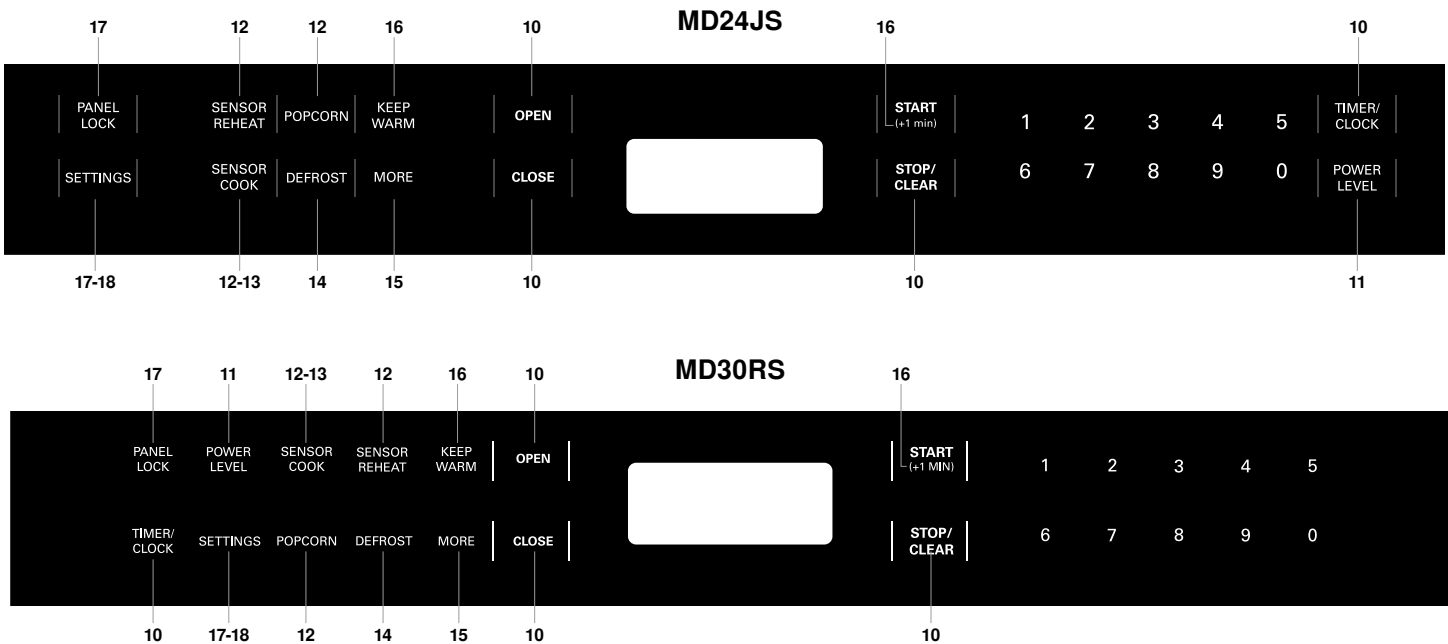 MD24JS
17 12 12 16 10 16 10
PANEL SENSOR POPCORN KEEP OPEN START 1 2 3 4 5 TIMER/
LOCK REHEAT WARM (+1 min) CLOCK
SETTINGS SENSOR DEFROST MORE CLOSE STOP/ 6 7 8 9 0 POWER
COOK CLEAR LEVEL
17-18 12-13 14 15 10 10 11
MD30RS
17 11 12-13 12 16 10 16
PANEL POWER SENSOR SENSOR KEEP OPEN START 1 2 3 4 5
LOCK LEVEL COOK REHEAT WARM (+1 MIN)
TIMER/ SETTINGS POPCORN DEFROST MORE CLOSE STOP/ 6 7 8 9 0
CLOCK CLEAR
10 17-18 12 14 15 10 10